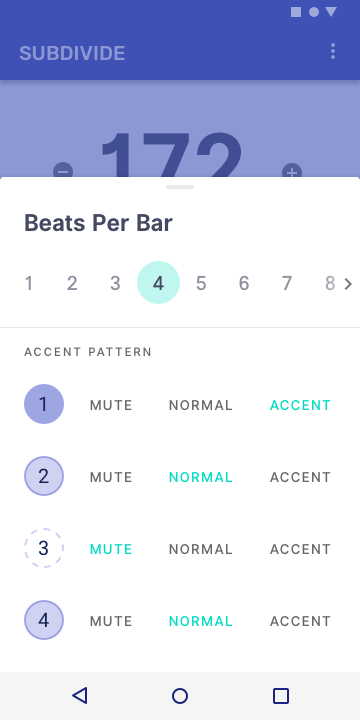 SUBDIVIDE
172
Beats Per Bar
1 2 3 4 5 6 7 8
ACCENT PATTERN
1 MUTE NORMAL ACCENT
2 MUTE NORMAL ACCENT
3 MUTE NORMAL ACCENT
4 MUTE NORMAL ACCENT